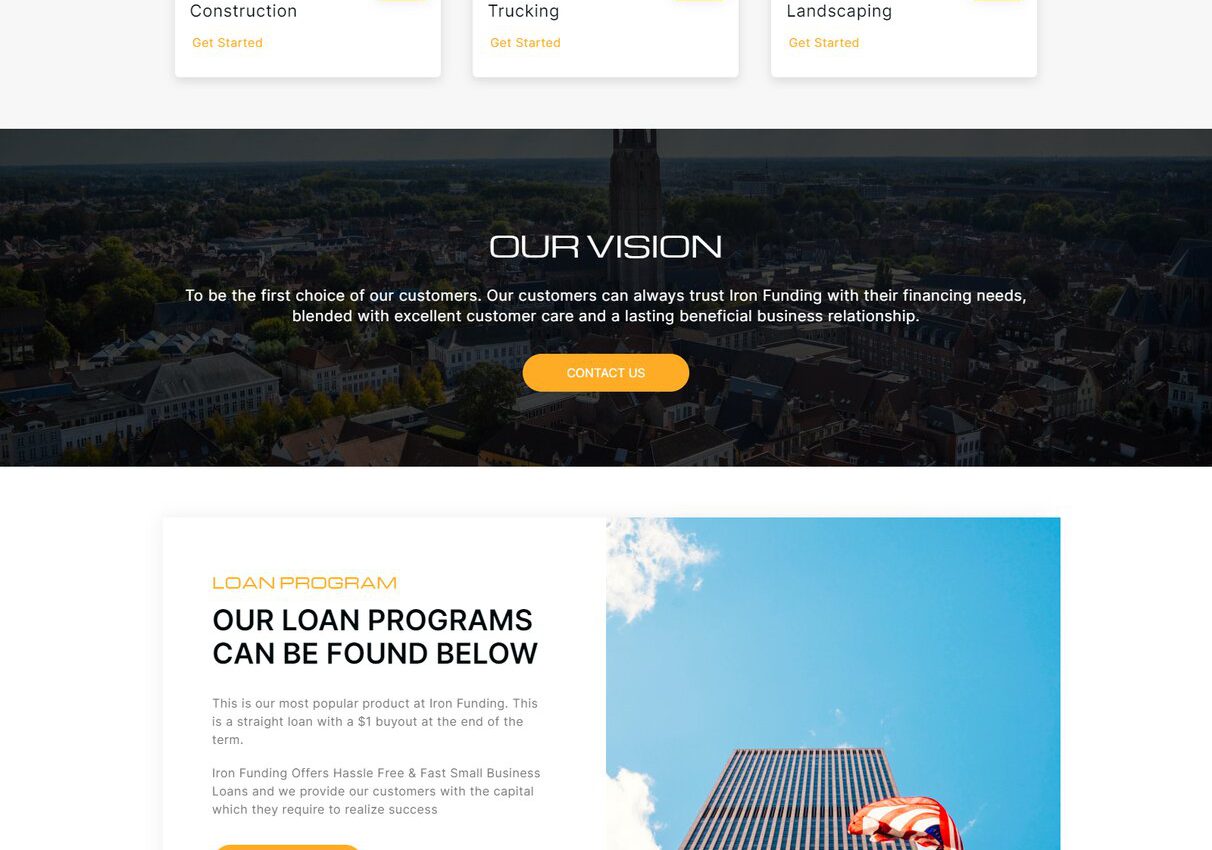 Construction
Trucking
Landscaping
Get Started
Get Started
Get Started
OUR VISION
To be the first choice of our customers. Our customers can always trust Iron Funding with their financing needs,
blended with excellent customer care and a lasting beneficial business relationship.
CONTACT US
LOAN PROGRAM
OUR LOAN PROGRAMS
CAN BE FOUND BELOW
This is our most popular product at Iron Funding. This
is a straight loan with a $1 buyout at the end of the
term.
Iron Funding Offers Hassle Free & Fast Small Business
Loans and we provide our customers with the capital
which they require to realize success